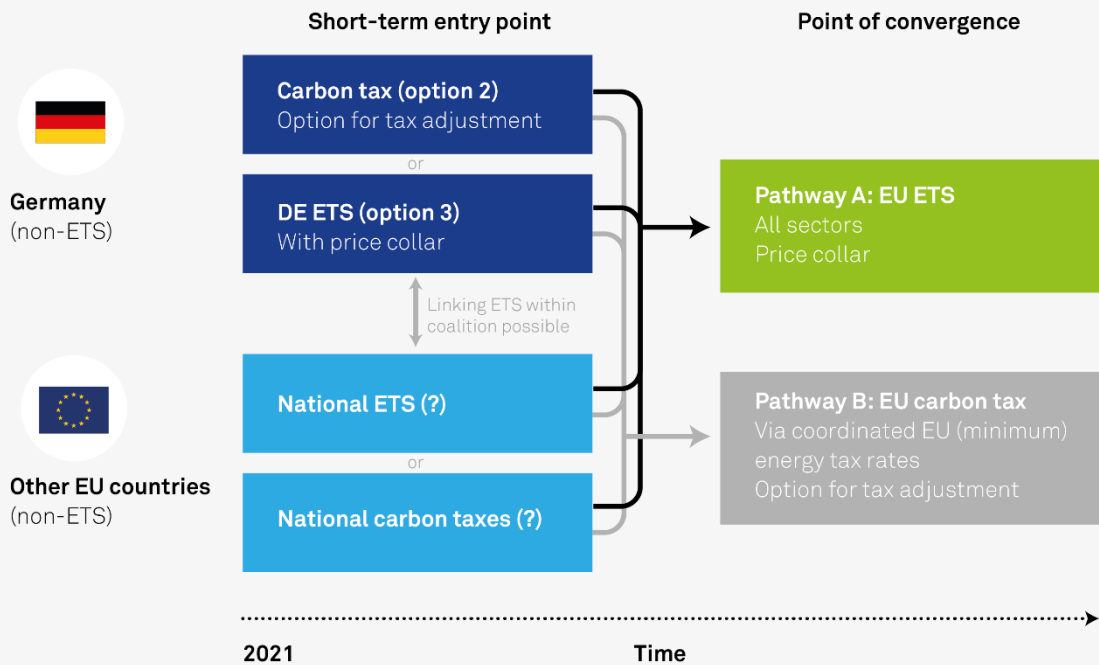 Short-term entry point
Point of convergence
Germany
(non-ETS)
Carbon tax (option 2)
Option for tax adjustment
or
DE ETS (option 3)
With price collar
Linking ETS within
coalition possible
Other EU countries
(non-ETS)
National ETS (?)
or
National carbon taxes (?)
Pathway A: EU ETS
All sectors
Price collar
Pathway B: EU carbon tax
Via coordinated EU (minimum)
energy tax rates
Option for tax adjustment
2021
Time